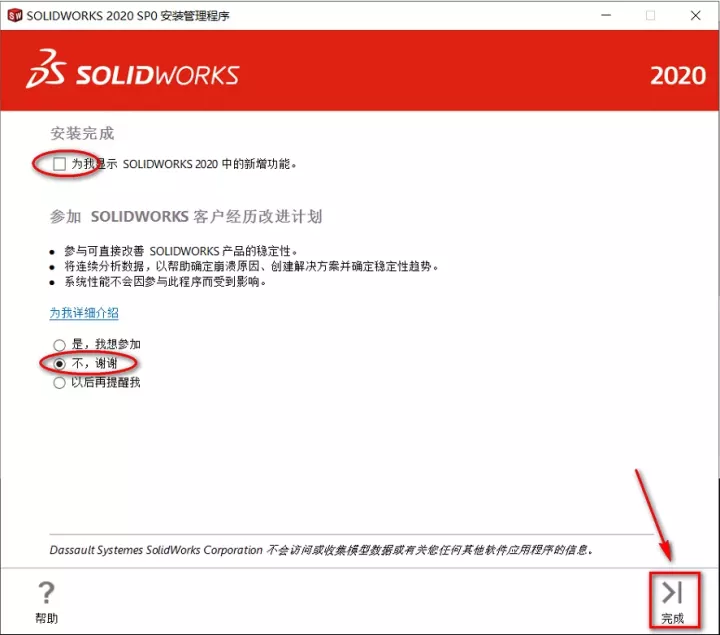 SOLIDWORKS 2020 SP0 安装管理程序
SOLIDWORKS
2020
安装完成
为我显示 SOLIDWORKS 2020 中的新增功能。
参加 SOLIDWORKS 客户经历改进计划
参与可直接改善 SOLIDWORKS 产品的稳定性。
将连续分析数据，以帮助确定崩溃原因、创建解决方案并确定稳定性趋势。
系统性能不会因参与此程序而受到影响。
为我详细介绍
是，我想参加
不，谢谢
以后再提醒我
Dassault Systemes SolidWorks Corporation 不会访问或收集模型数据或有关您任何其他软件应用程序的信息。
?
帮助
完成